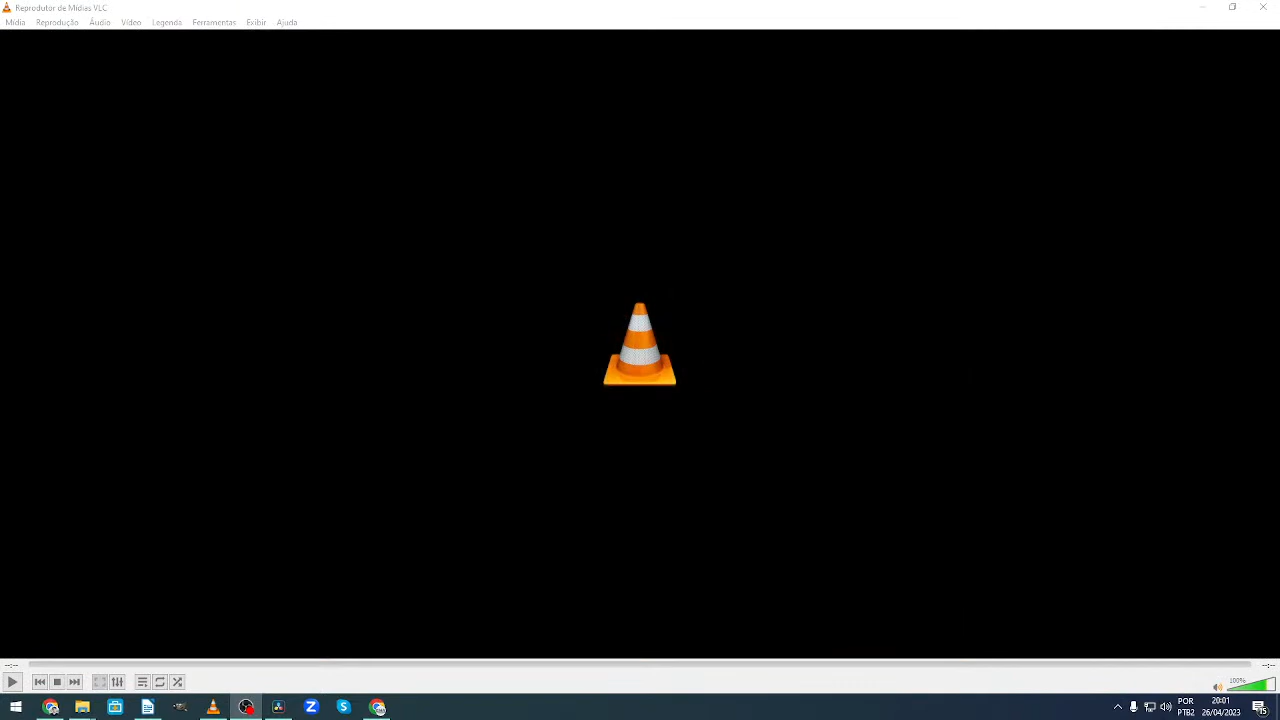 Reprodutor de Mídias VLC
Mídia Reprodução Áudio Vídeo Legenda Ferramentas Exibir Ajuda
--:-- --:--
100%
POR
PTB2
20:01
26/04/2023